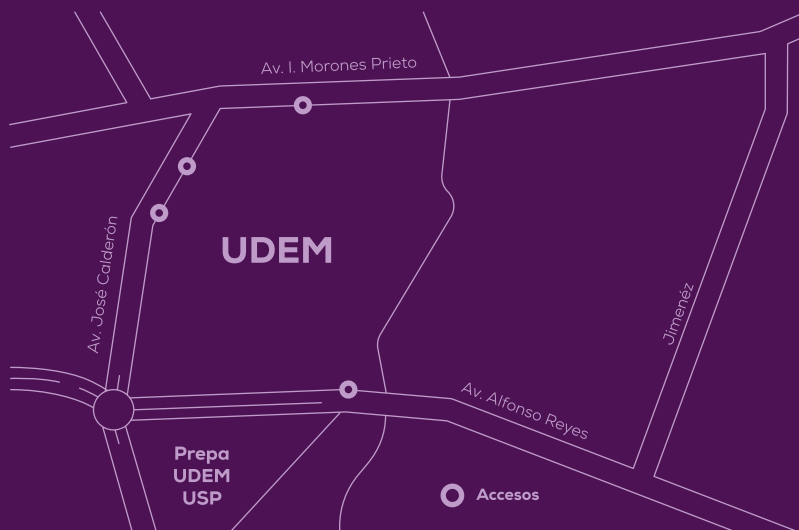 Av. I. Morones Prieto
Av. José Calderón
UDEM
Jimenéz
Av. Alfonso Reyes
Prepa
UDEM
USP
Accesos